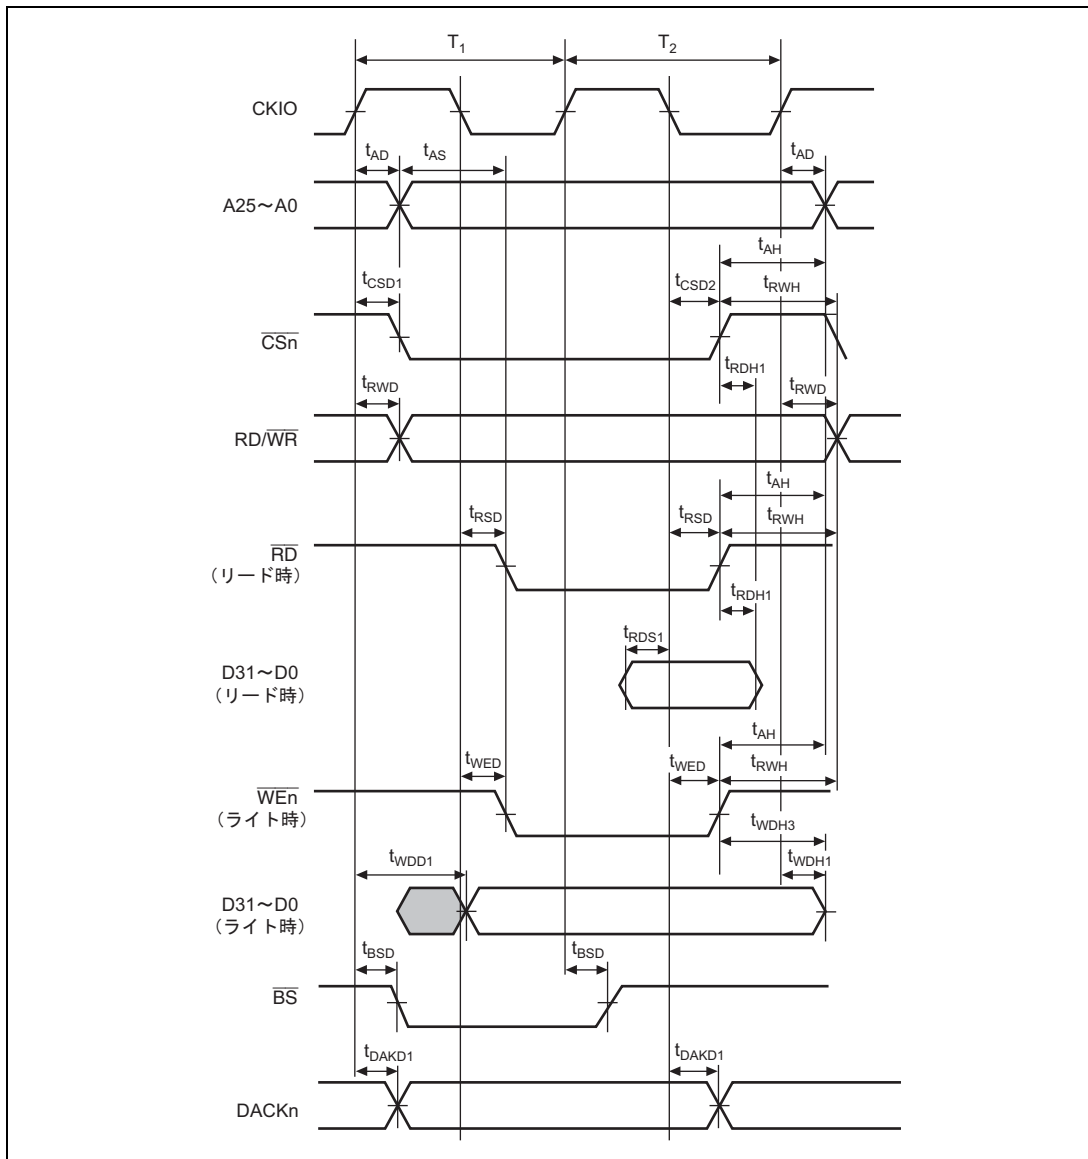 T1 T2
CKIO
tAD tAS tAD
A25～A0
tAH
tCSD1 tCSD2 tRWH
CSn
tRDH1
tRWD tRWD
RD/WR
tAH
tRSD tRSD tRWH
RD
（リード時）
tRDH1
tRDS1
D31～D0
（リード時）
tAH
tWED tWED tRWH
WEn
（ライト時）
tWDH3
tWDD1 tWDH1
D31～D0
（ライト時）
tBSD tBSD
BS
tDAKD1 tDAKD1
DACKn